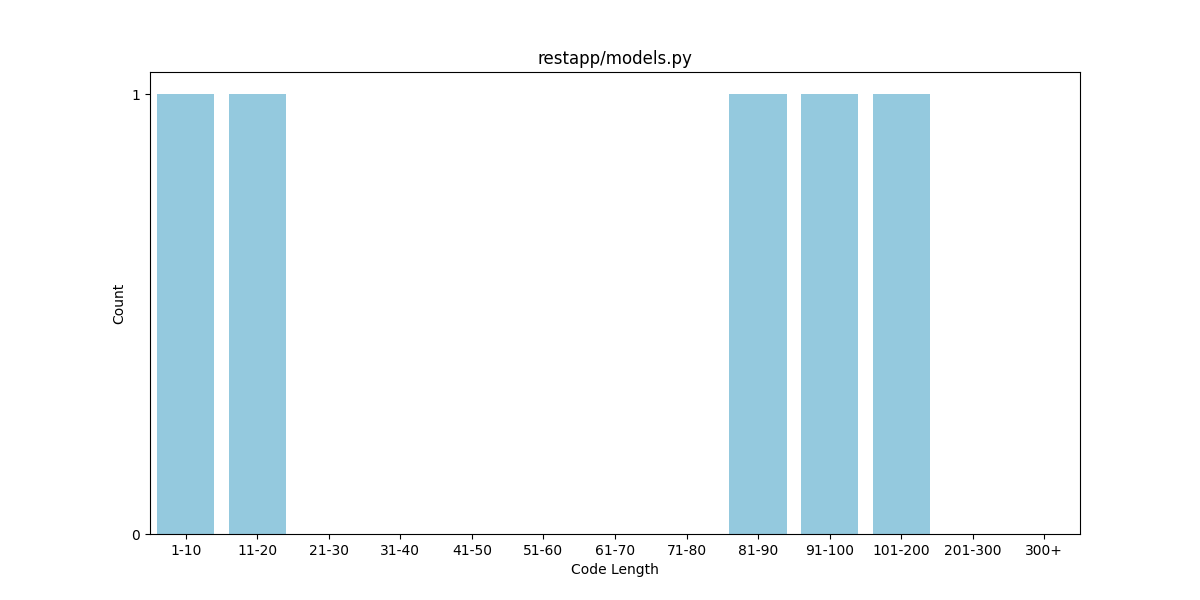 restapp/models.py
1
Count
0
1-10 11-20 21-30 31-40 41-50 51-60 61-70 71-80 81-90 91-100 101-200 201-300 300+
Code Length